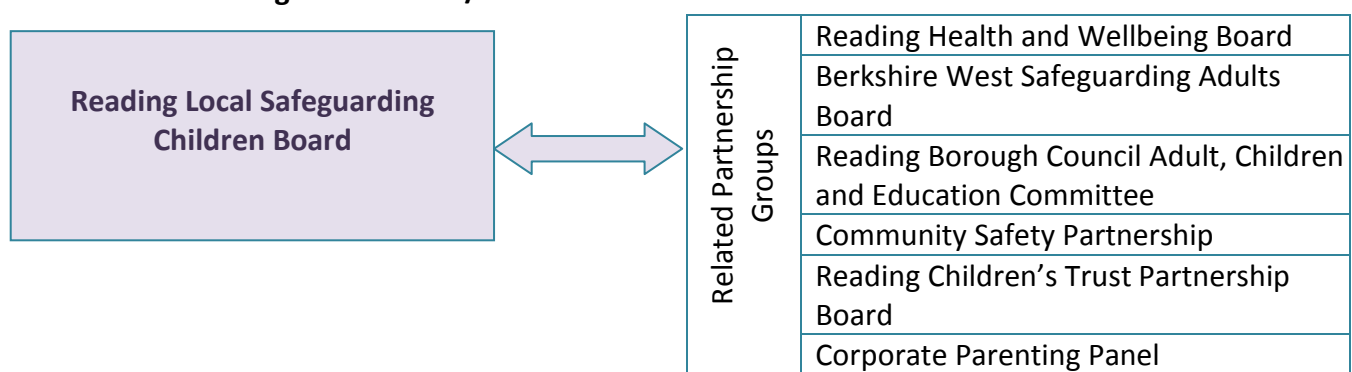 Reading Local Safeguarding
Children Board
Related Partnership
Groups
Reading Health and Wellbeing Board
Berkshire West Safeguarding Adults
Board
Reading Borough Council Adult, Children
and Education Committee
Community Safety Partnership
Reading Children’s Trust Partnership
Board
Corporate Parenting Panel